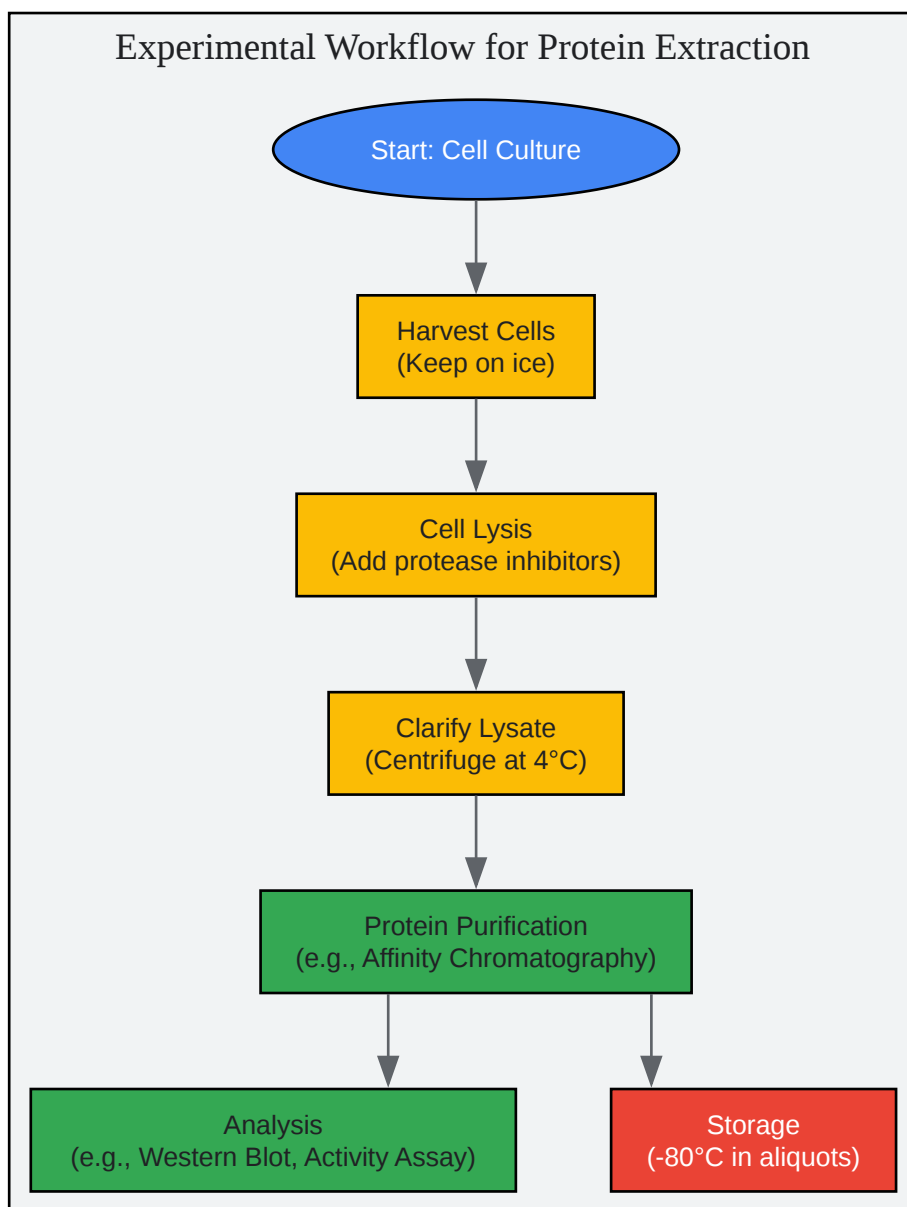 Experimental Workflow for Protein Extraction
Start: Cell Culture
Harvest Cells
(Keep on ice)
Cell Lysis
(Add protease inhibitors)
Clarify Lysate
(Centrifuge at 4°C)
Protein Purification
(e.g., Affinity Chromatography)
Analysis
(e.g., Western Blot, Activity Assay)
Storage
(-80°C in aliquots)